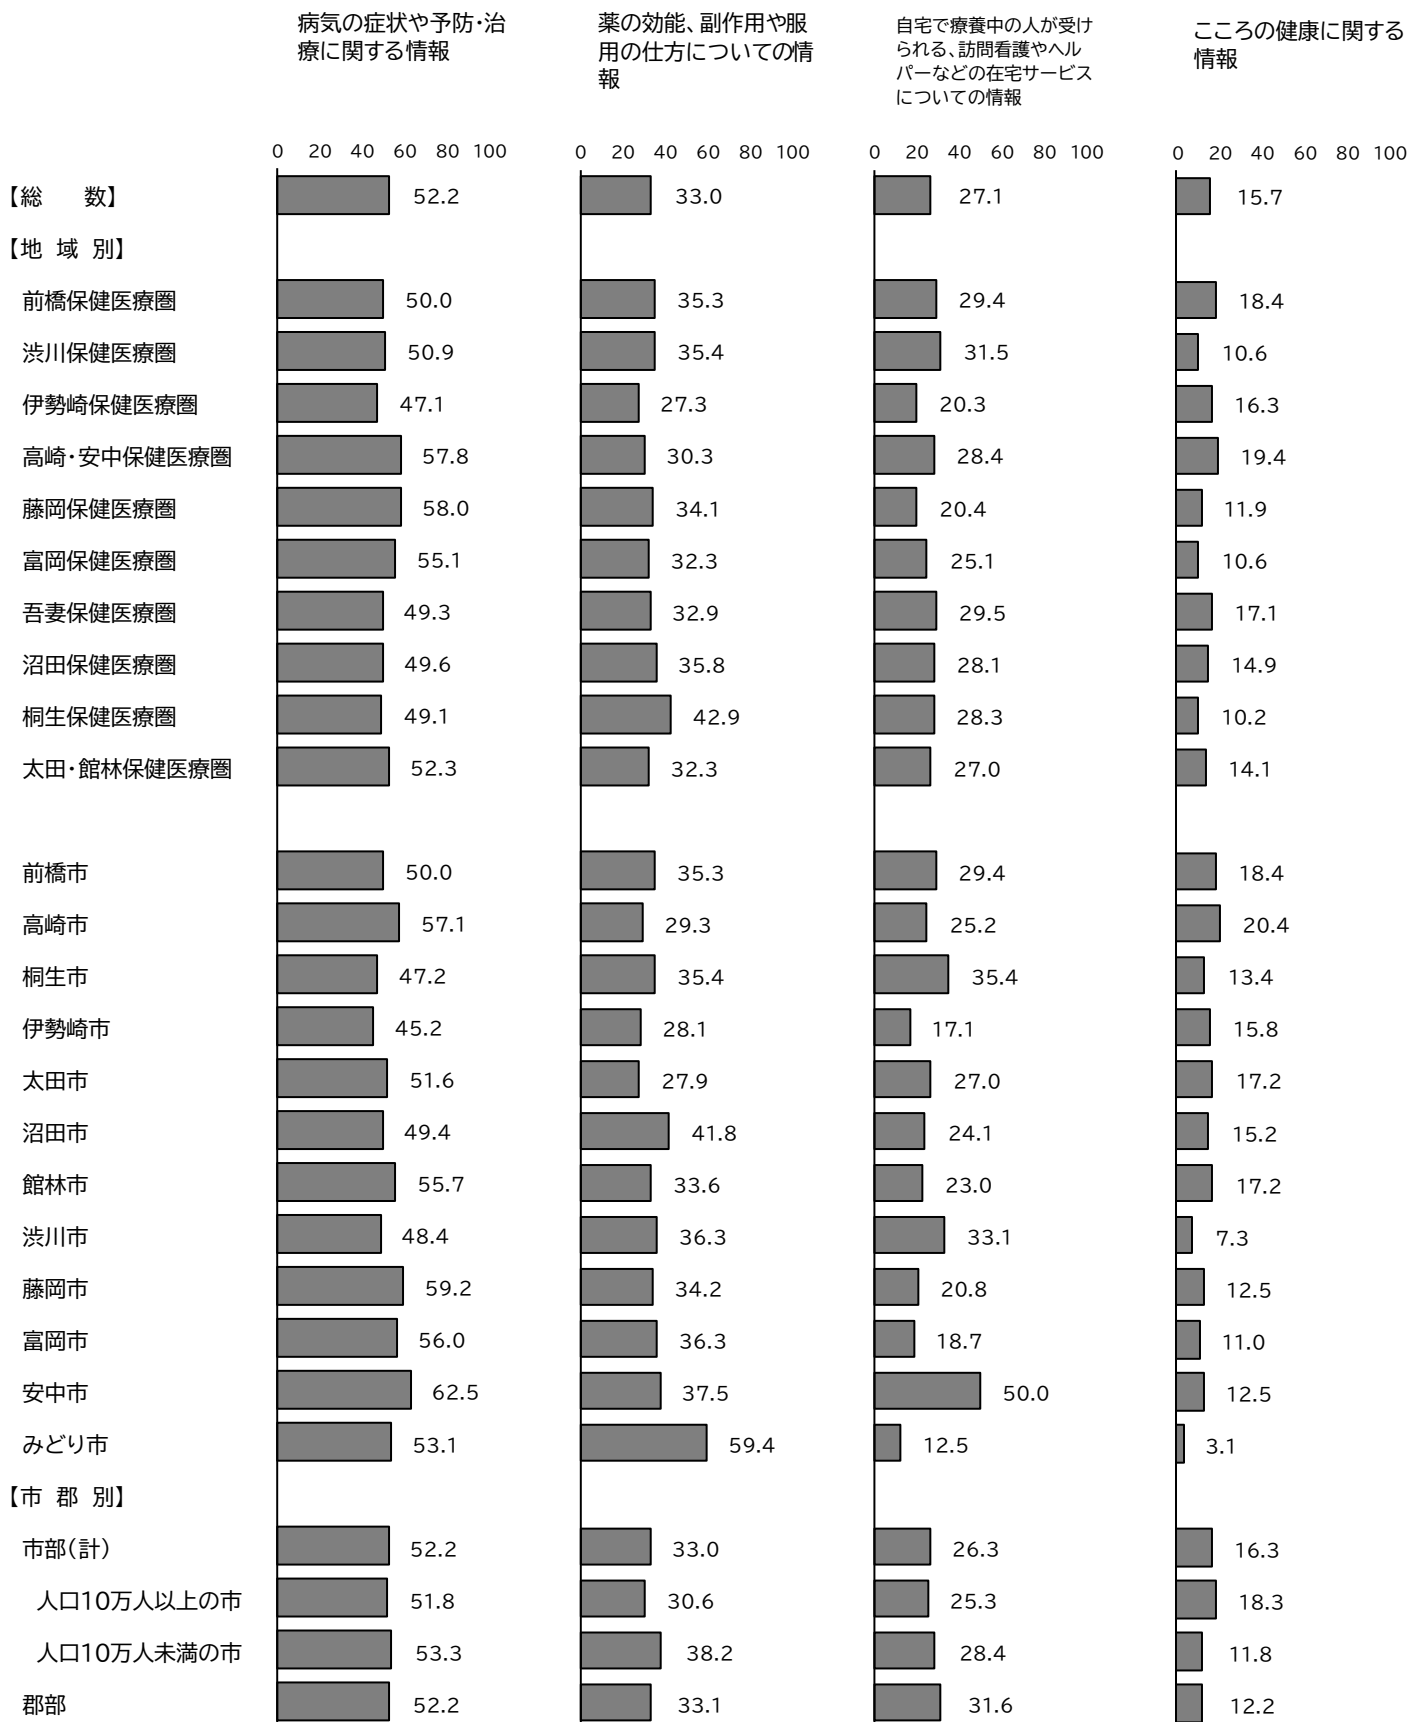 病気の症状や予防・治
療に関する情報
薬の効能、副作用や服
用の仕方についての情
報
自宅で療養中の人が受け
られる、訪問看護やヘル
パーなどの在宅サービス
についての情報
こころの健康に関する
情報
0 20 40 60 80 100 0 20 40 60 80 100 0 20 40 60 80 100 0 20 40 60 80 100
【総　数】 52.2 33.0 27.1 15.7
【地 域 別】
前橋保健医療圏 50.0 35.3 29.4 18.4
渋川保健医療圏 50.9 35.4 31.5 10.6
伊勢崎保健医療圏 47.1 27.3 20.3 16.3
高崎・安中保健医療圏 57.8 30.3 28.4 19.4
藤岡保健医療圏 58.0 34.1 20.4 11.9
富岡保健医療圏 55.1 32.3 25.1 10.6
吾妻保健医療圏 49.3 32.9 29.5 17.1
沼田保健医療圏 49.6 35.8 28.1 14.9
桐生保健医療圏 49.1 42.9 28.3 10.2
太田・館林保健医療圏 52.3 32.3 27.0 14.1
前橋市 50.0 35.3 29.4 18.4
高崎市 57.1 29.3 25.2 20.4
桐生市 47.2 35.4 35.4 13.4
伊勢崎市 45.2 28.1 17.1 15.8
太田市 51.6 27.9 27.0 17.2
沼田市 49.4 41.8 24.1 15.2
館林市 55.7 33.6 23.0 17.2
渋川市 48.4 36.3 33.1 7.3
藤岡市 59.2 34.2 20.8 12.5
富岡市 56.0 36.3 18.7 11.0
安中市 62.5 37.5 50.0 12.5
みどり市 53.1 59.4 12.5 3.1
【市 郡 別】
市部(計) 52.2 33.0 26.3 16.3
人口10万人以上の市 51.8 30.6 25.3 18.3
人口10万人未満の市 53.3 38.2 28.4 11.8
郡部 52.2 33.1 31.6 12.2